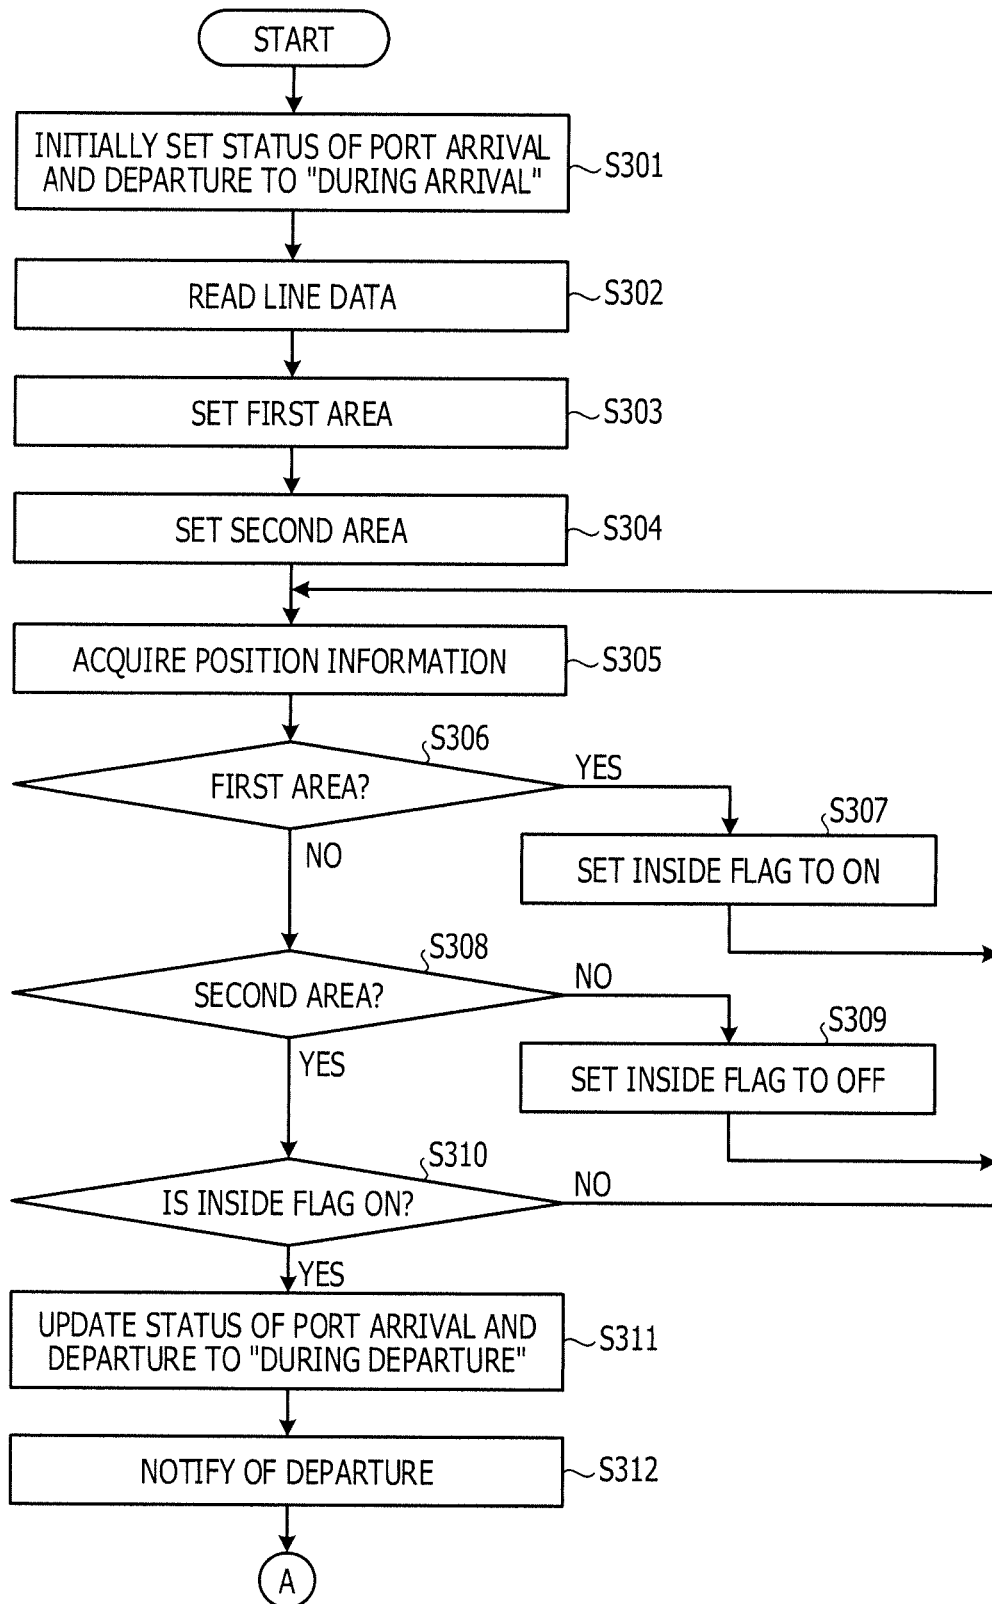 START
INITIALLY SET STATUS OF PORT ARRIVAL
AND DEPARTURE TO "DURING ARRIVAL"
S301
READ LINE DATA
S302
SET FIRST AREA
S303
SET SECOND AREA
S304
ACQUIRE POSITION INFORMATION
S305
S306
FIRST AREA?
YES
NO
S307
SET INSIDE FLAG TO ON
S308
SECOND AREA?
NO
YES
S309
SET INSIDE FLAG TO OFF
S310
IS INSIDE FLAG ON?
NO
YES
UPDATE STATUS OF PORT ARRIVAL AND
DEPARTURE TO "DURING DEPARTURE"
S311
NOTIFY OF DEPARTURE
S312
A